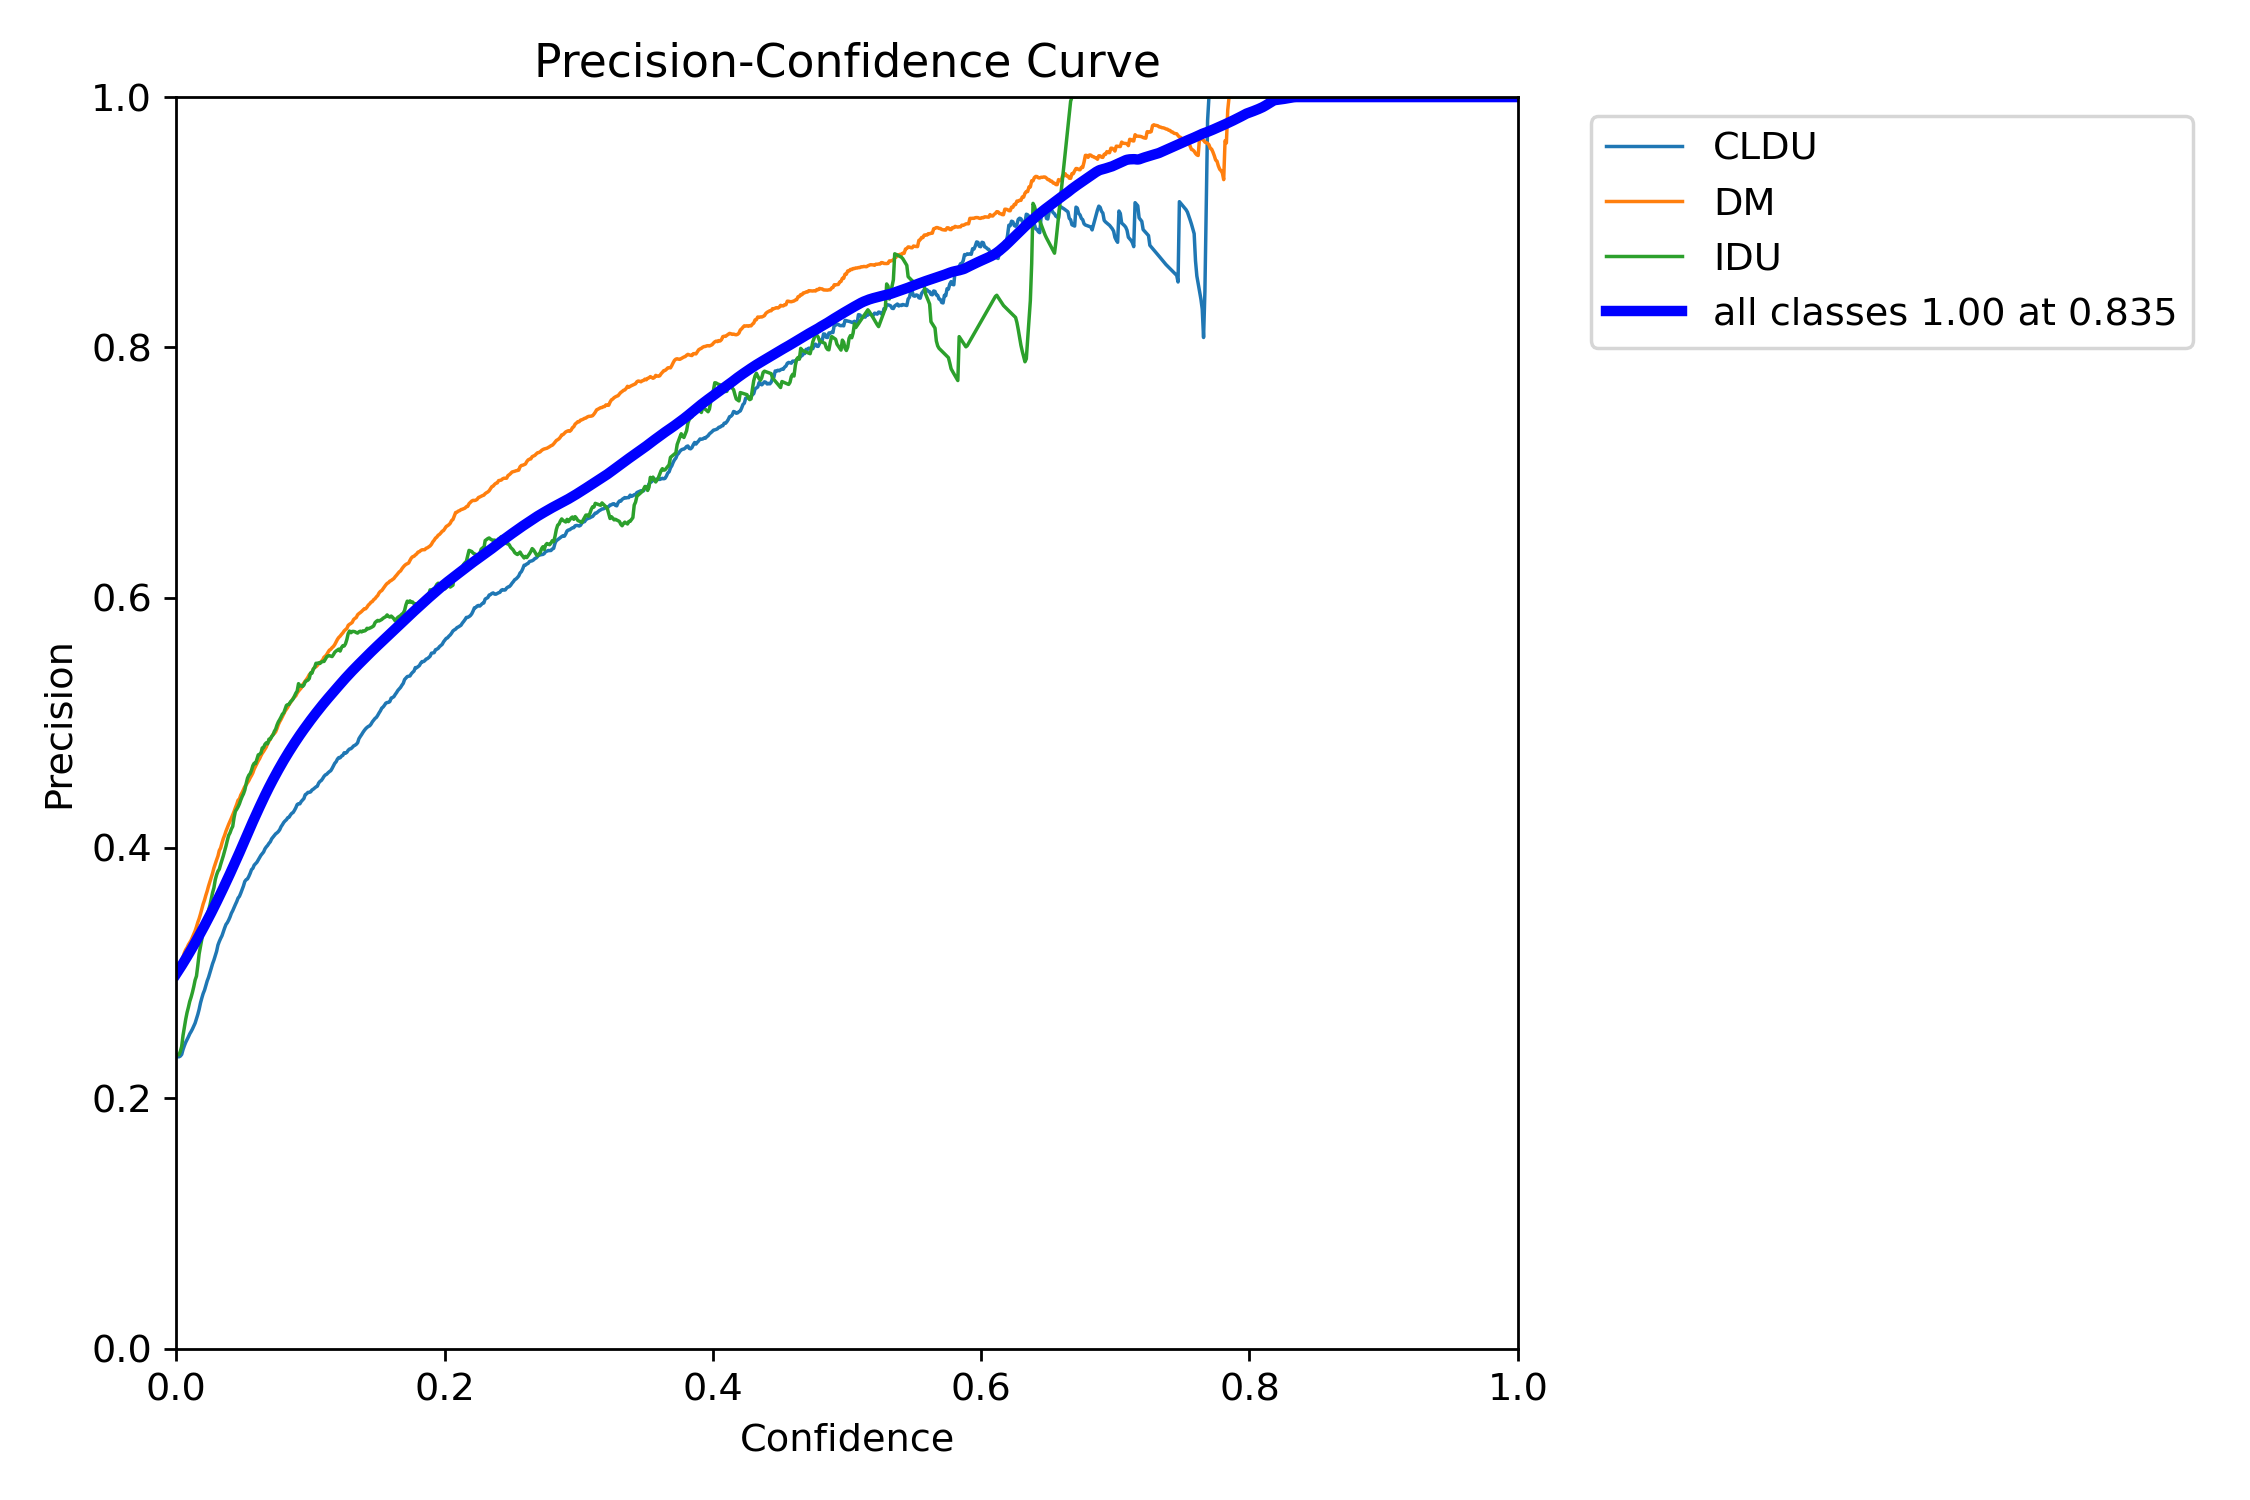 Precision-Confidence Curve
1.0
0.8
0.6
0.4
0.2
0.0
Precision
0.0 0.2 0.4 0.6 0.8 1.0
Confidence
CLDU
DM
IDU
all classes 1.00 at 0.835